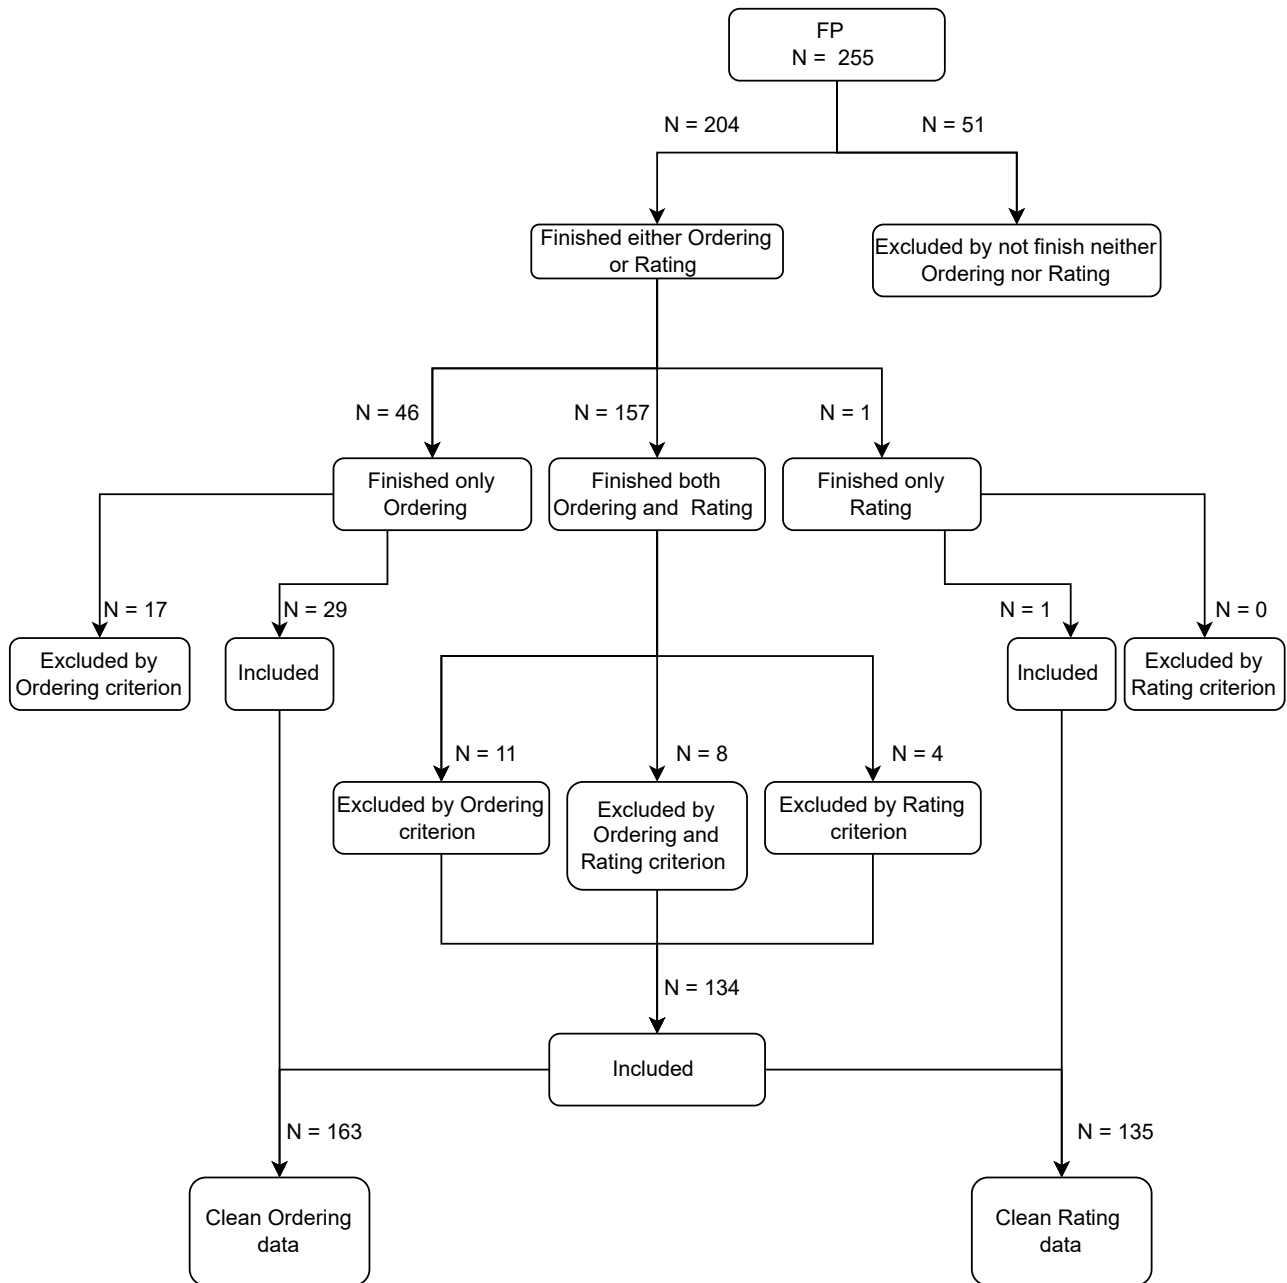 FP
N = 255
N = 204
N = 51
Finished either Ordering
or Rating
Excluded by not finish neither
Ordering nor Rating
N = 46
N = 157
N = 1
Finished only
Ordering
Finished both
Ordering and Rating
Finished only
Rating
N = 17
N = 29
N = 1
N = 0
Excluded by
Ordering criterion
Included
Included
Excluded by
Rating criterion
N = 11
N = 8
N = 4
Excluded by Ordering
criterion
Excluded by
Ordering and
Rating criterion
Excluded by Rating
criterion
N = 134
Included
N = 163
N = 135
Clean Ordering
data
Clean Rating
data